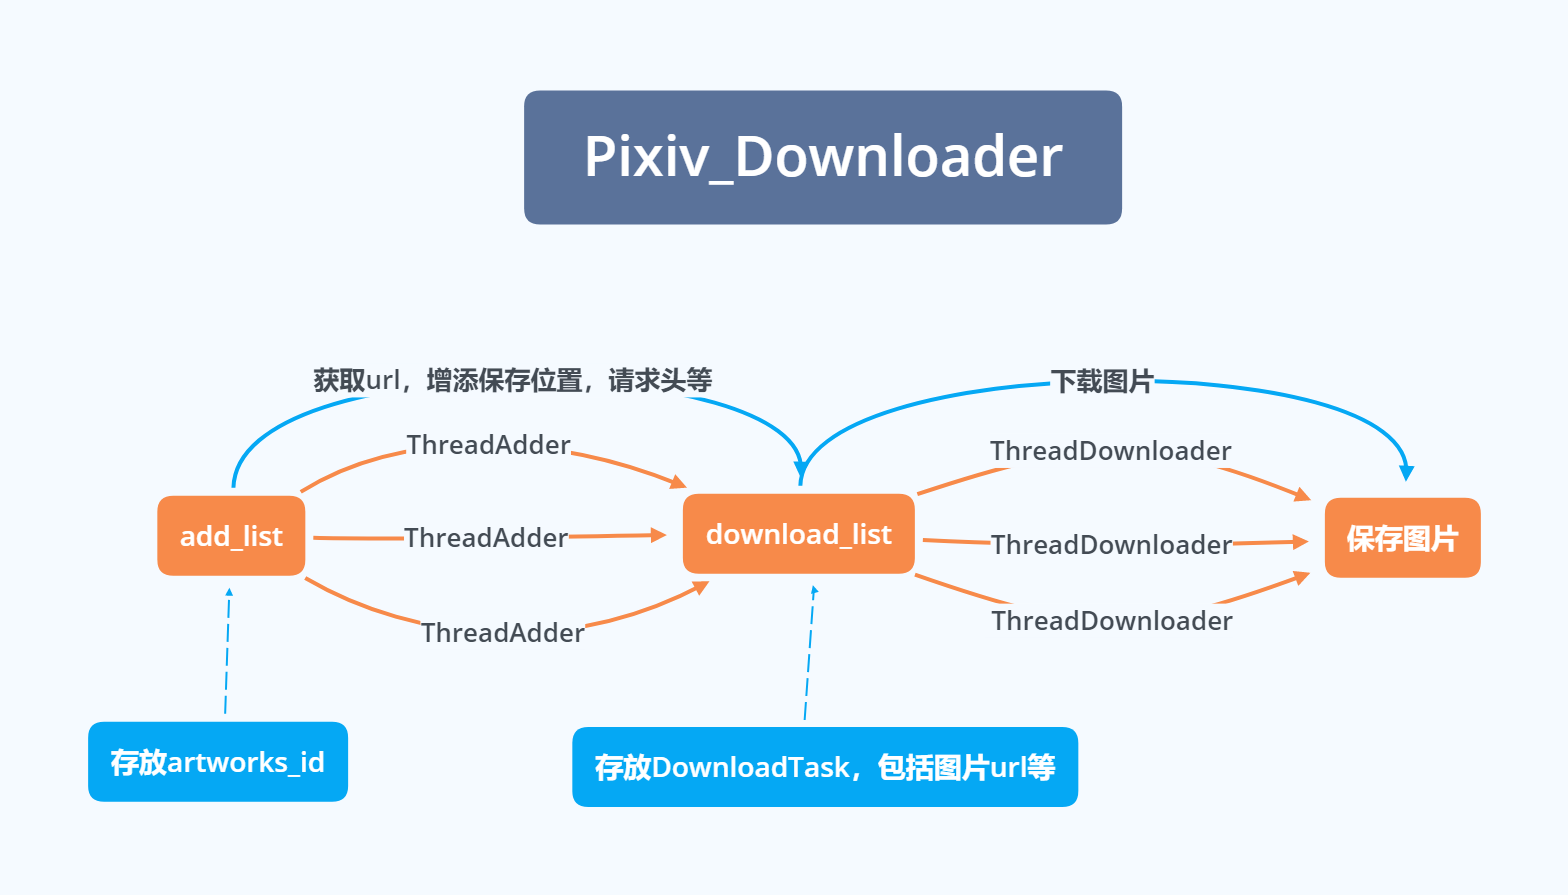 Pixiv_Downloader
获取url，增添保存位置，请求头等
下载图片
ThreadAdder
ThreadDownloader
add_list
ThreadAdder
download_list
ThreadDownloader
保存图片
ThreadAdder
ThreadDownloader
存放artworks_id
存放DownloadTask，包括图片url等